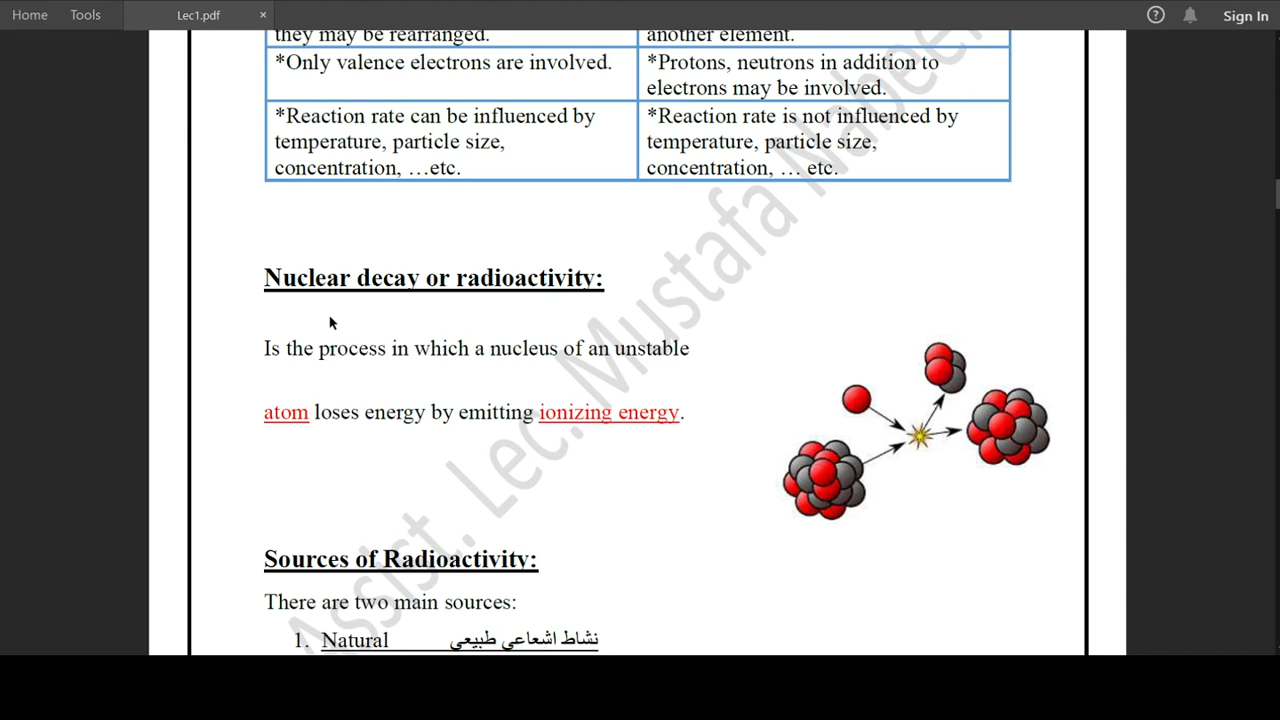 Home Tools Lec1.pdf × Sign In
they may be rearranged.
another element.
*Only valence electrons are involved.
*Protons, neutrons in addition to
electrons may be involved.
*Reaction rate can be influenced by
temperature, particle size,
concentration, …etc.
*Reaction rate is not influenced by
temperature, particle size,
concentration, … etc.
Nuclear decay or radioactivity:
Is the process in which a nucleus of an unstable
atom loses energy by emitting ionizing energy.
Sources of Radioactivity:
There are two main sources:
1. Natural نشاط اشعاعي طبيعي
Assist. Lec. Mustafa Nabeel